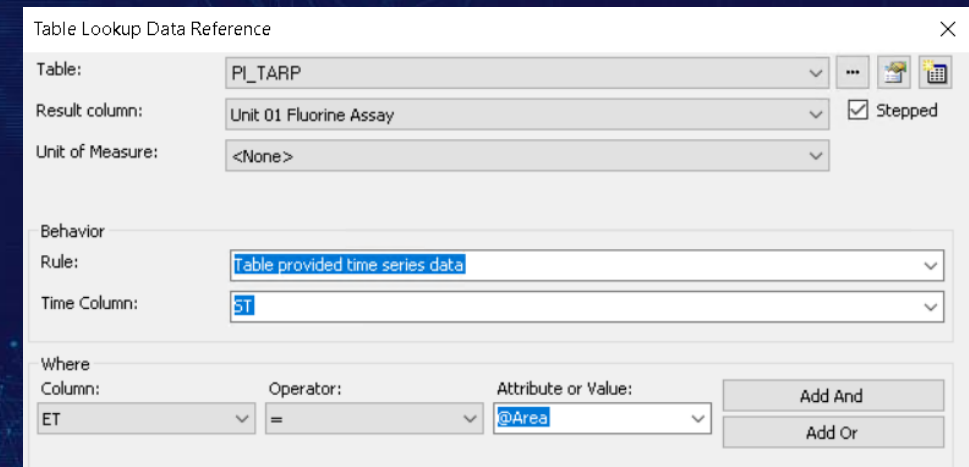 Table Lookup Data Reference
Table: PI_TARP ...
Result column: Unit 01 Fluorine Assay Stepped
Unit of Measure: <None>
Behavior
Rule: Table provided time series data
Time Column: ST
Where
Column: Operator: Attribute or Value: Add And
ET = @Area
Add Or